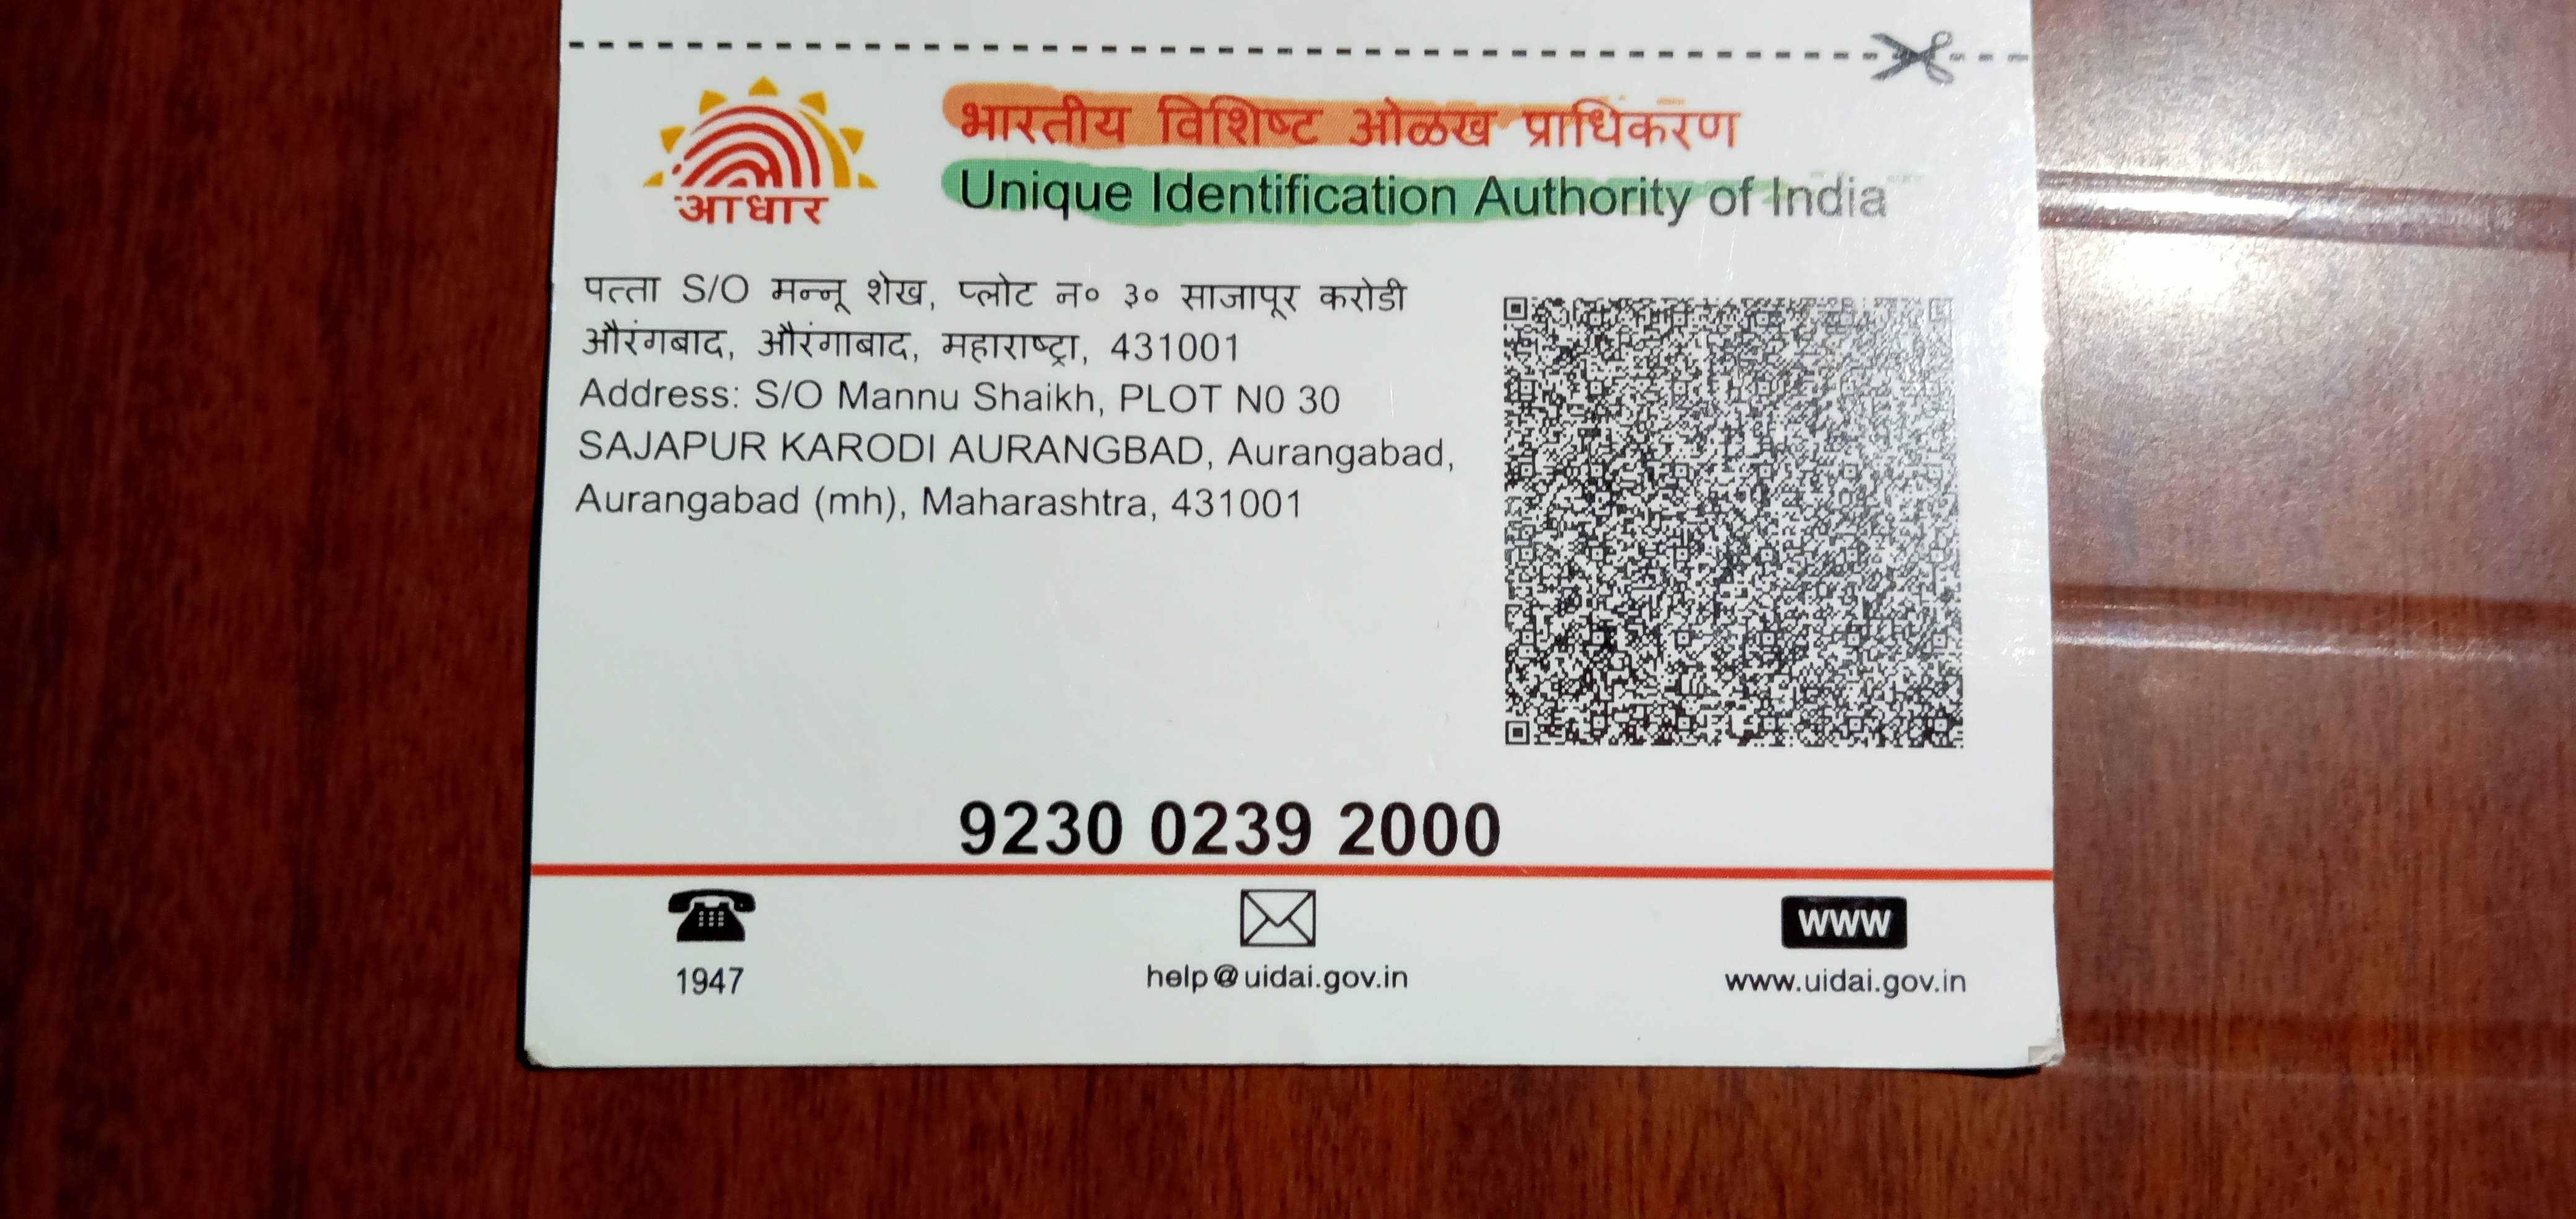 भारतीय विशिष्ट ओळख प्राधिकरण
Unique Identification Authority of India
आधार
पत्ता S/O मन्नू शेख, प्लोट न० ३० साजापूर करोडी
औरंगबाद, औरंगाबाद, महाराष्ट्रा, 431001
Address: S/O Mannu Shaikh, PLOT N0 30
SAJAPUR KARODI AURANGBAD, Aurangabad,
Aurangabad (mh), Maharashtra, 431001
9230 0239 2000
WWW
1947
help@uidai.gov.in
www.uidai.gov.in